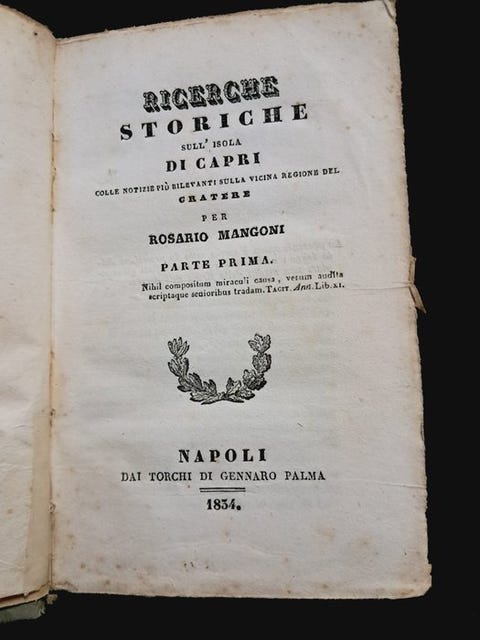 RICERCHE
STORICHE
SULL' ISOLA
DI CAPRI
COLLE NOTIZIE PIÙ RILEVANTI SULLA VICINA REGIONE DEL
CRATERE
PER
ROSARIO MANGONI
PARTE PRIMA.
Nihil compositum miraculi causa, verum audita
scriptaque senioribus tradam. TACIT. Ann. Lib. XI.
NAPOLI
DAI TORCHI DI GENNARO PALMA
1834.